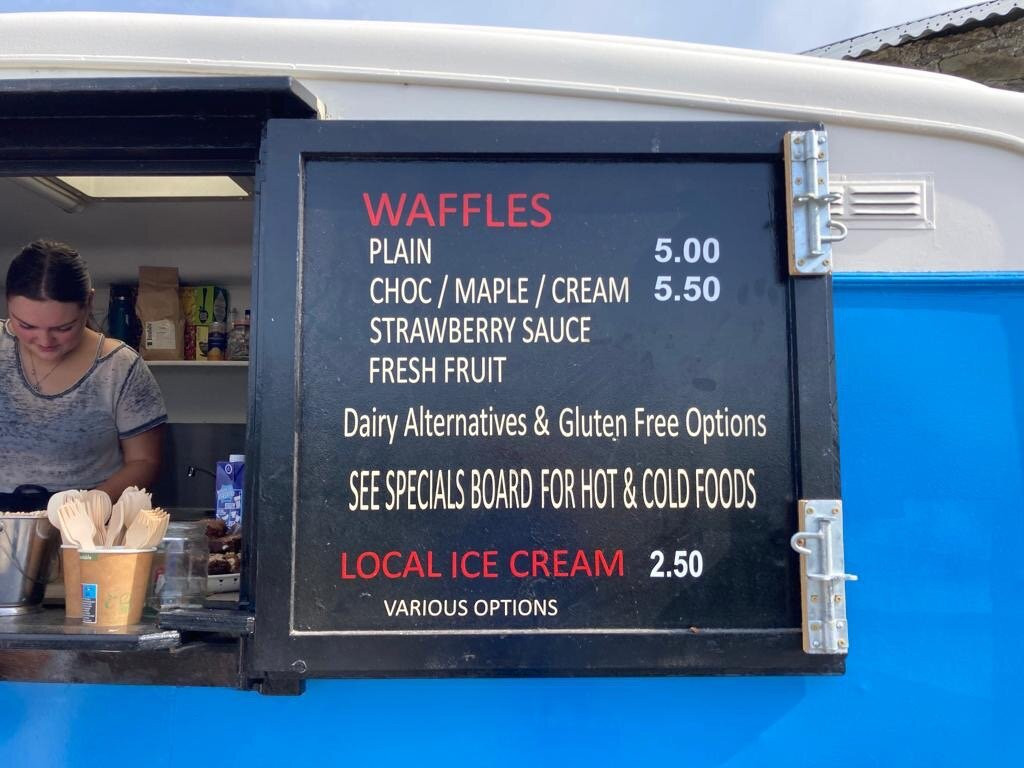 WAFFLES
PLAIN 5.00
CHOC / MAPLE / CREAM 5.50
STRAWBERRY SAUCE
FRESH FRUIT
Dairy Alternatives & Gluten Free Options
SEE SPECIALS BOARD FOR HOT & COLD FOODS
LOCAL ICE CREAM 2.50
VARIOUS OPTIONS